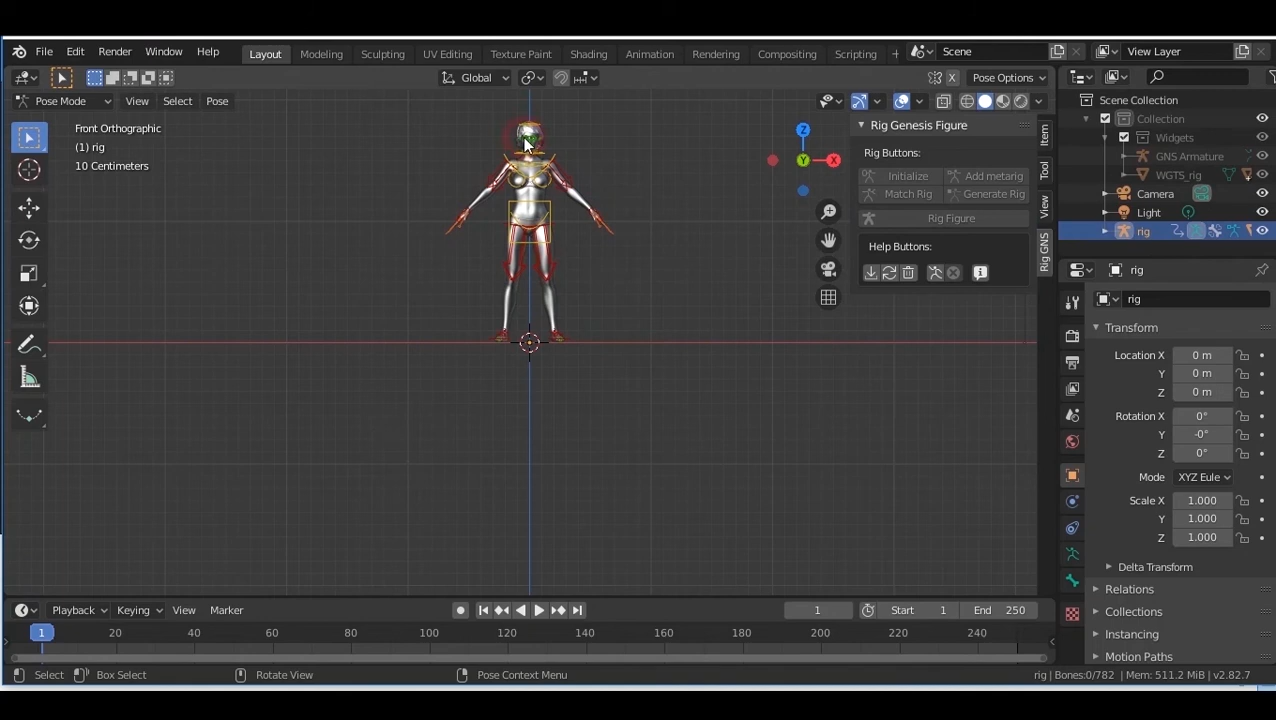 File Edit Render Window Help Layout Modeling Sculpting UV Editing Texture Paint Shading Animation Rendering Compositing Scripting + Scene View Layer
Global X Pose Options
Pose Mode View Select Pose
Front Orthographic
(1) rig
10 Centimeters
Z
Y
X
Rig Genesis Figure
Rig Buttons:
Initialize Add metarig
Match Rig Generate Rig
Rig Figure
Help Buttons:
Item
Tool
View
Rig GNS
Scene Collection
Collection
Widgets
GNS Armature
WGTS_rig
Camera
Light
rig
rig
rig
Transform
Location X 0 m
Y 0 m
Z 0 m
Rotation X 0°
Y -0°
Z 0°
Mode XYZ Eule
Scale X 1.000
Y 1.000
Z 1.000
Delta Transform
Relations
Collections
Instancing
Motion Paths
Playback Keying View Marker 1 Start 1 End 250
1 20 40 60 80 100 120 140 160 180 200 220 240
Select Box Select Rotate View Pose Context Menu rig | Bones:0/782 | Mem: 511.2 MiB | v2.82.7